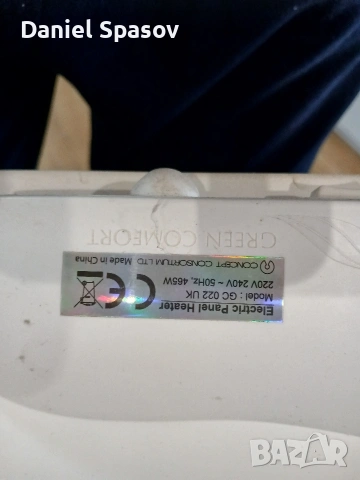 Daniel Spasov
GREEN COMFORT
Electric Panel Heater
Model : GC 022 UK
220V 240V ~ 50Hz, 465W
CONCEPT CONSORTIUM LTD. Made in China
CE
BAZAR